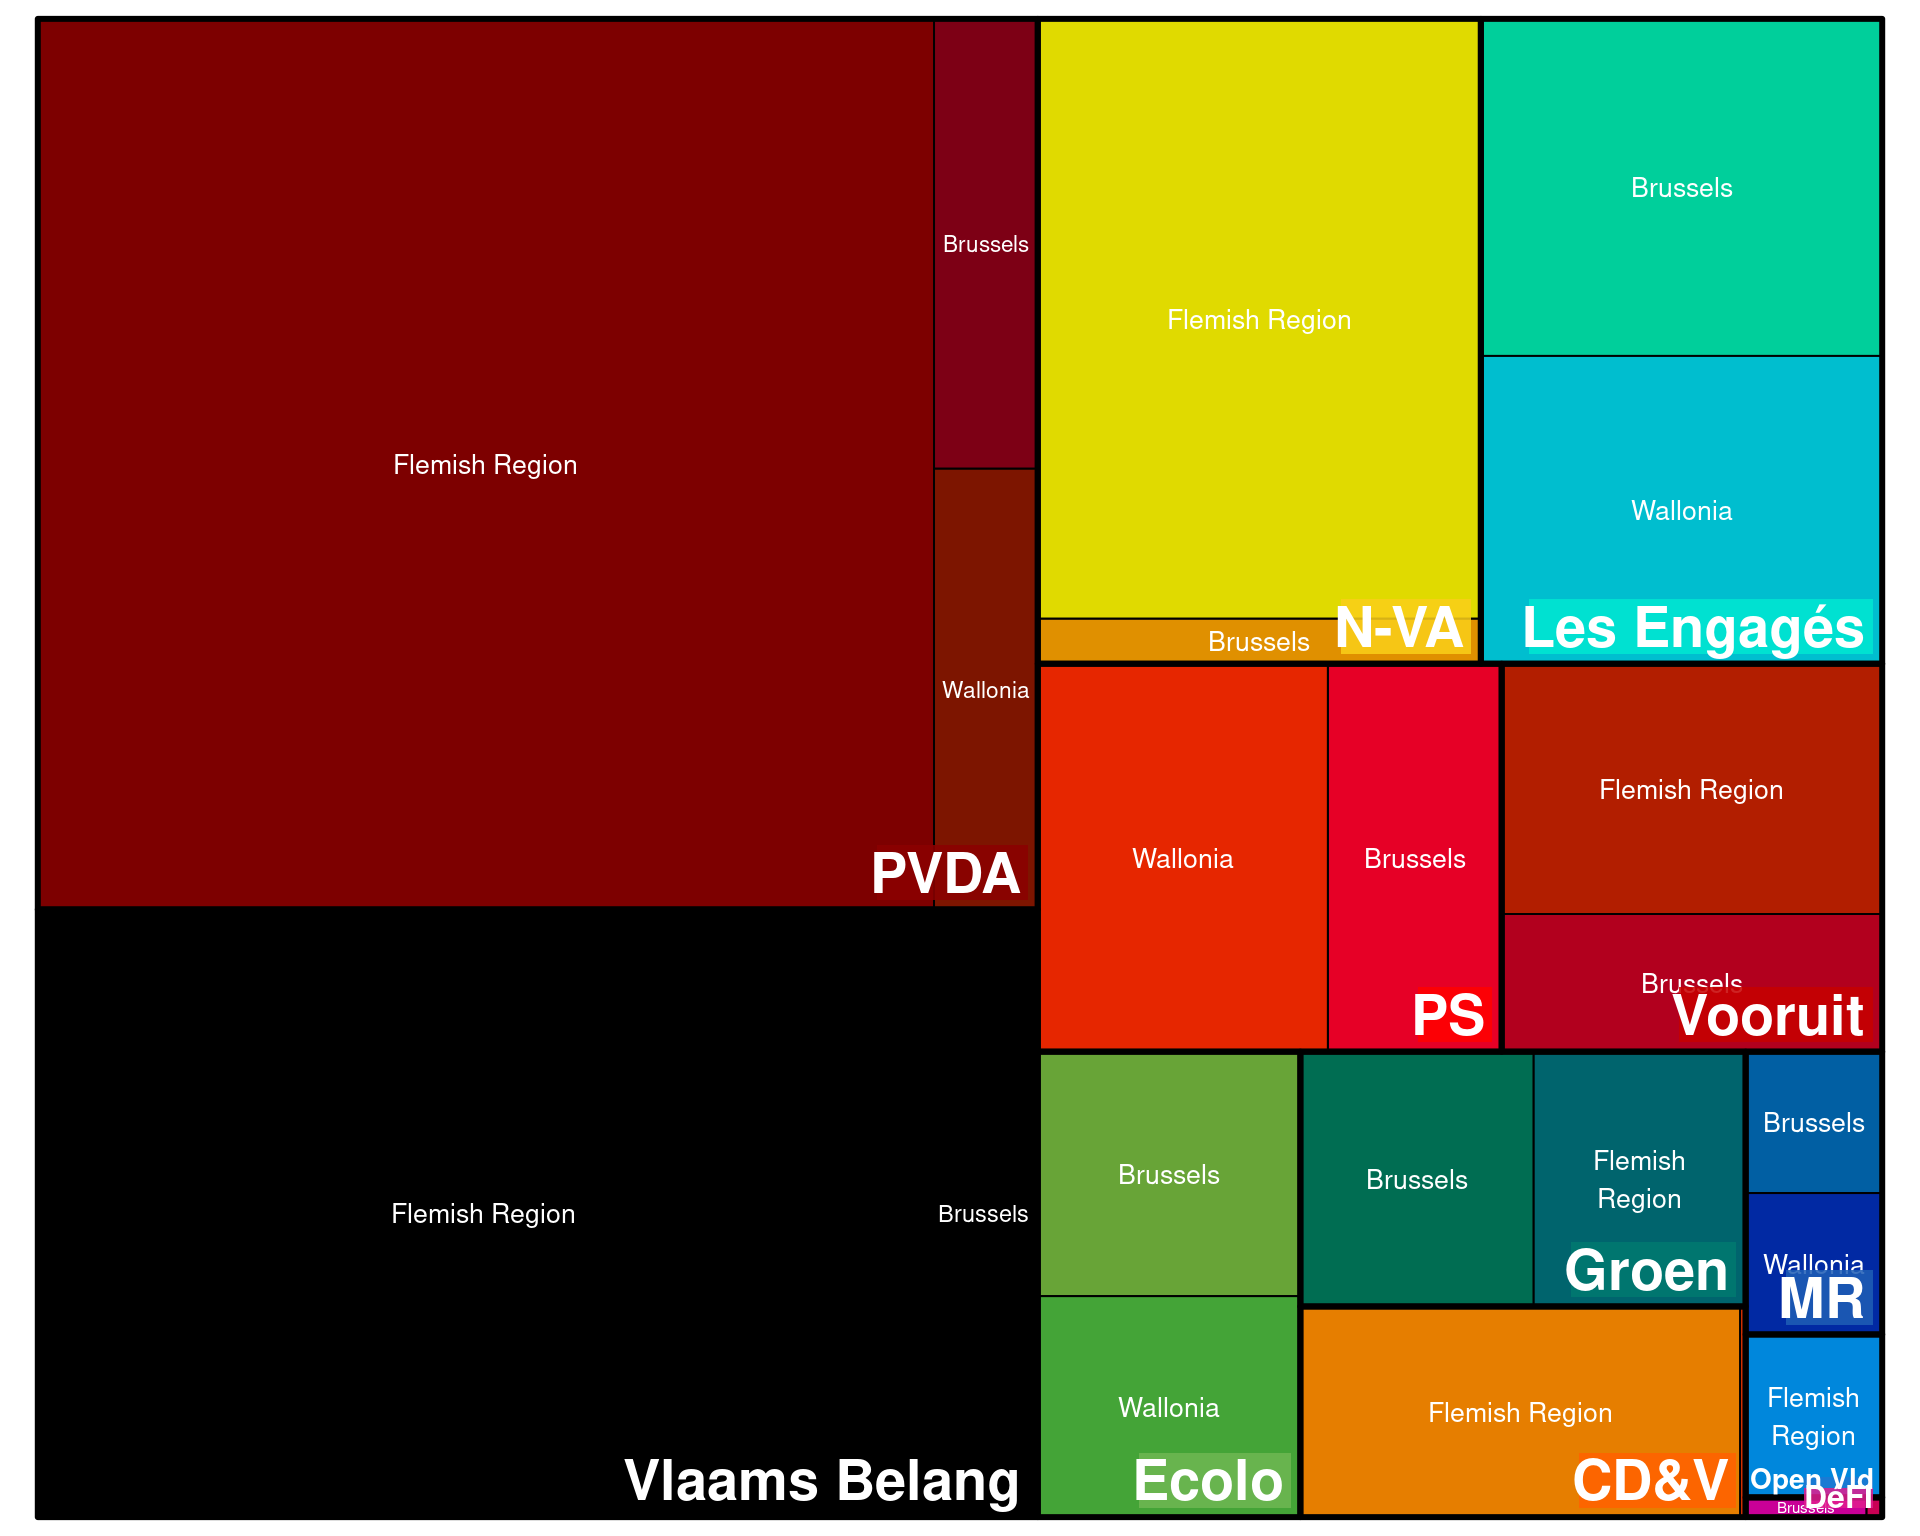 Flemish Region
Brussels
Wallonia
PVDA
Flemish Region
Brussels
Vlaams Belang
Flemish Region
Brussels
N-VA
Brussels
Wallonia
Les Engagés
Wallonia
Brussels
PS
Flemish Region
Brussels
Vooruit
Brussels
Wallonia
Ecolo
Brussels
Flemish
Region
Groen
Flemish Region
CD&V
Brussels
Wallonia
MR
Flemish
Region
Open Vld
Brussels
DéFI